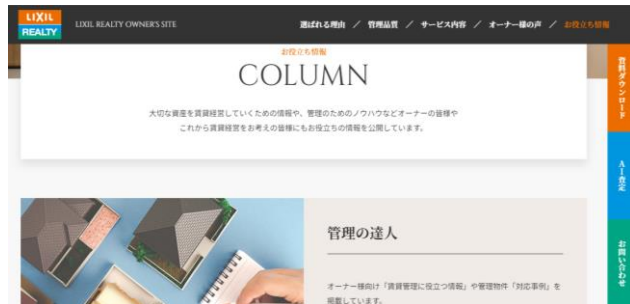 LIXIL
REALTY
LIXIL REALTY OWNER'S SITE
選ばれる理由 / 管理品質 / サービス内容 / オーナー様の声 / お役立ち情報
お役立ち情報
COLUMN
大切な資産を賃貸経営していくための情報や、管理のためのノウハウなどオーナーの皆様や
これから賃貸経営をお考えの皆様にもお役立ちの情報を公開しています。
資料ダウンロード
AI査定
お問い合わせ
管理の達人
オーナー様向け「賃貸管理に役立つ情報」や管理物件「対応事例」を
掲載しています。